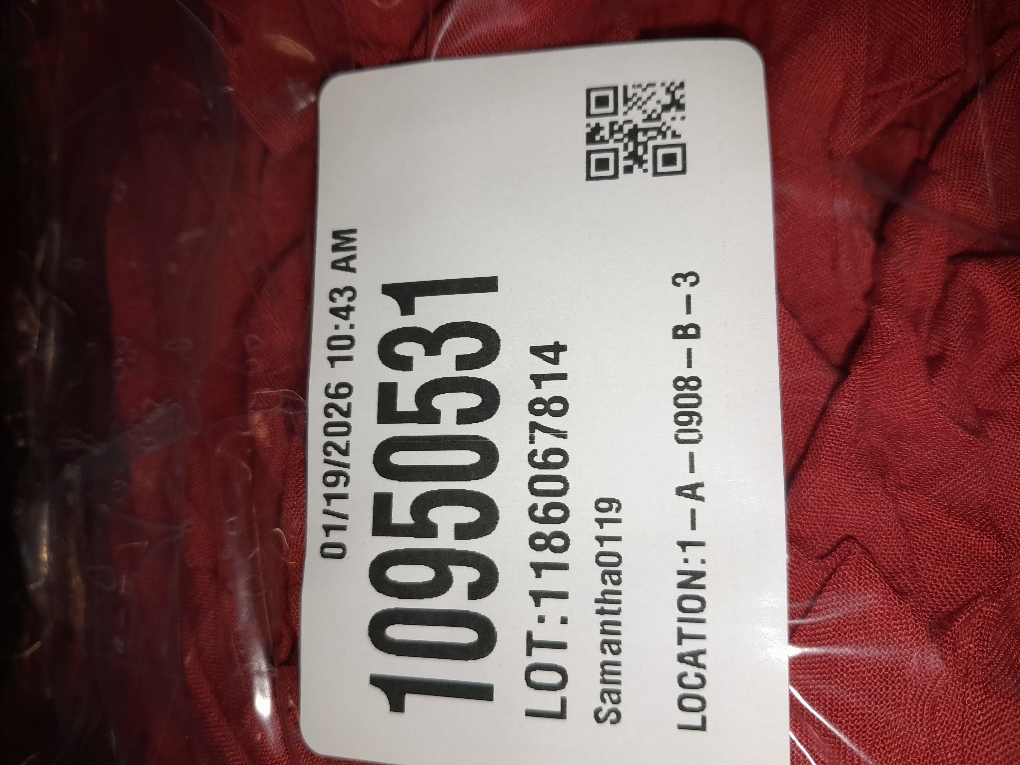 01/19/2026 10:43 AM
10950531
LOT:1186067814
Samantha0119
LOCATION:1-A-0908-B-3